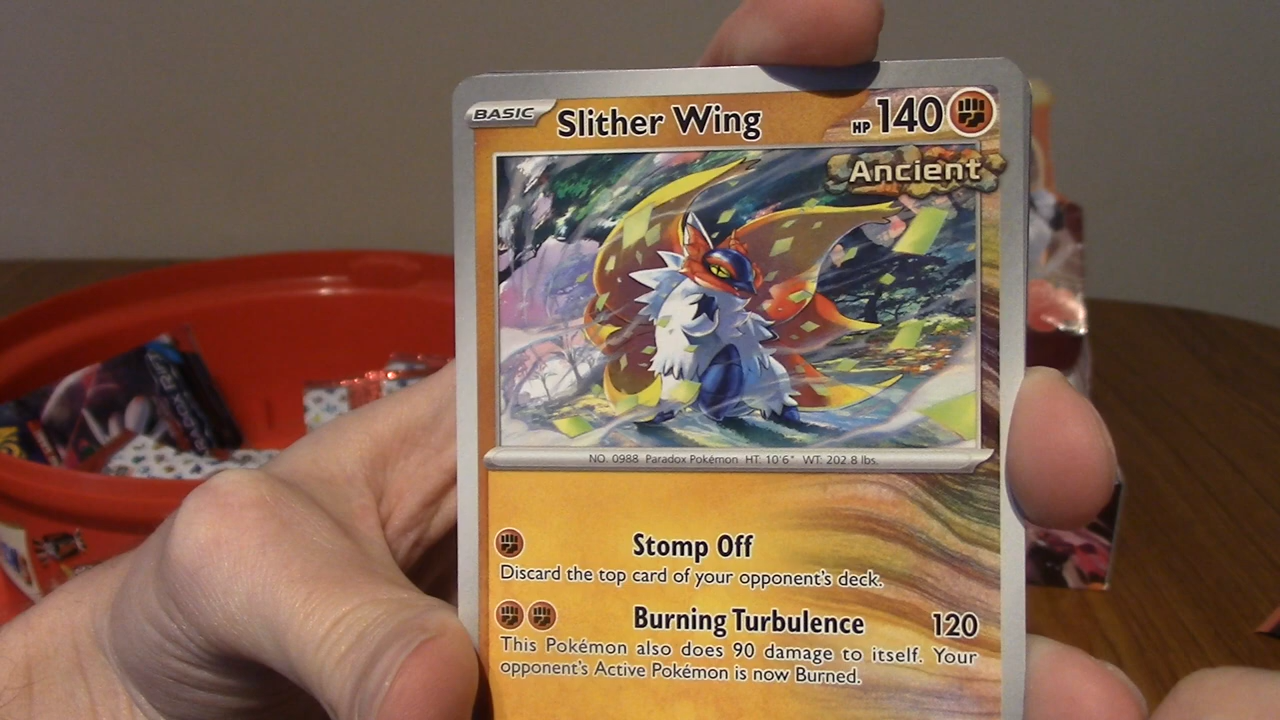 BASIC Slither Wing HP 140
Ancient
NO. 0988 Paradox Pokémon HT: 10'6" WT: 202.8 lbs.
Stomp Off
Discard the top card of your opponent's deck.
Burning Turbulence 120
This Pokémon also does 90 damage to itself. Your
opponent's Active Pokémon is now Burned.